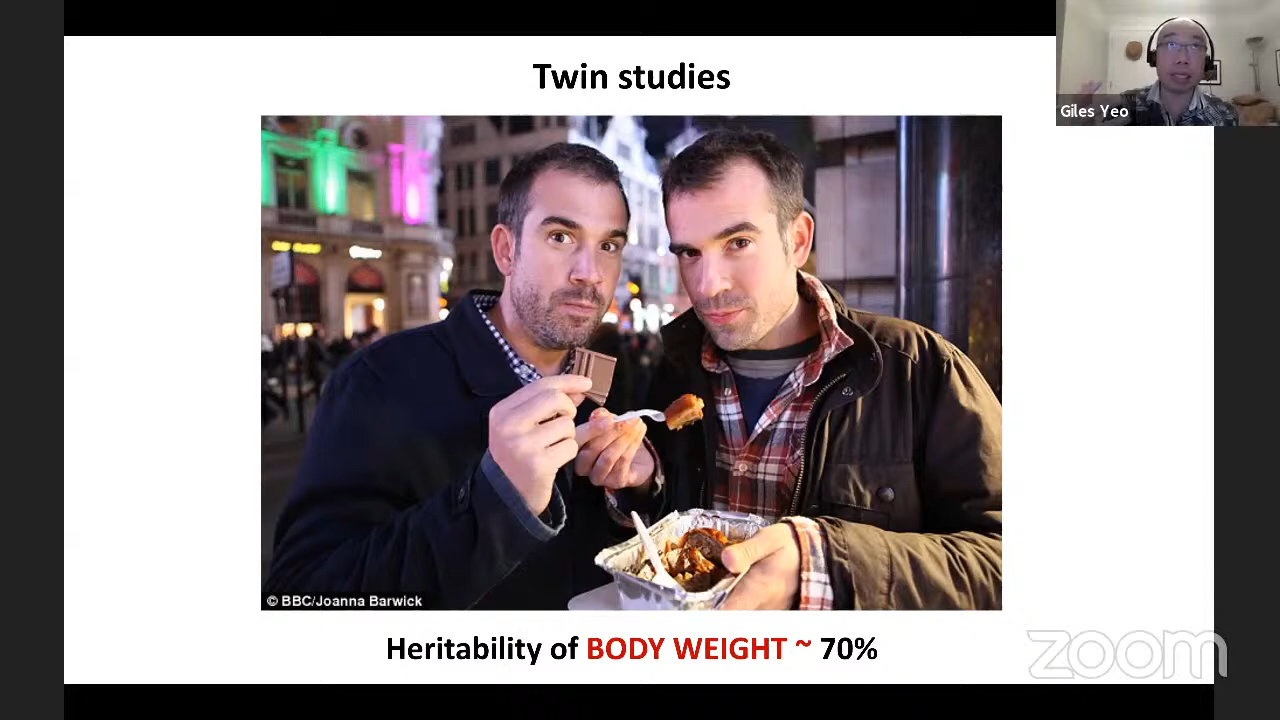 Twin studies
Giles Yeo
© BBC/Joanna Barwick
Heritability of BODY WEIGHT ~ 70%
zoom